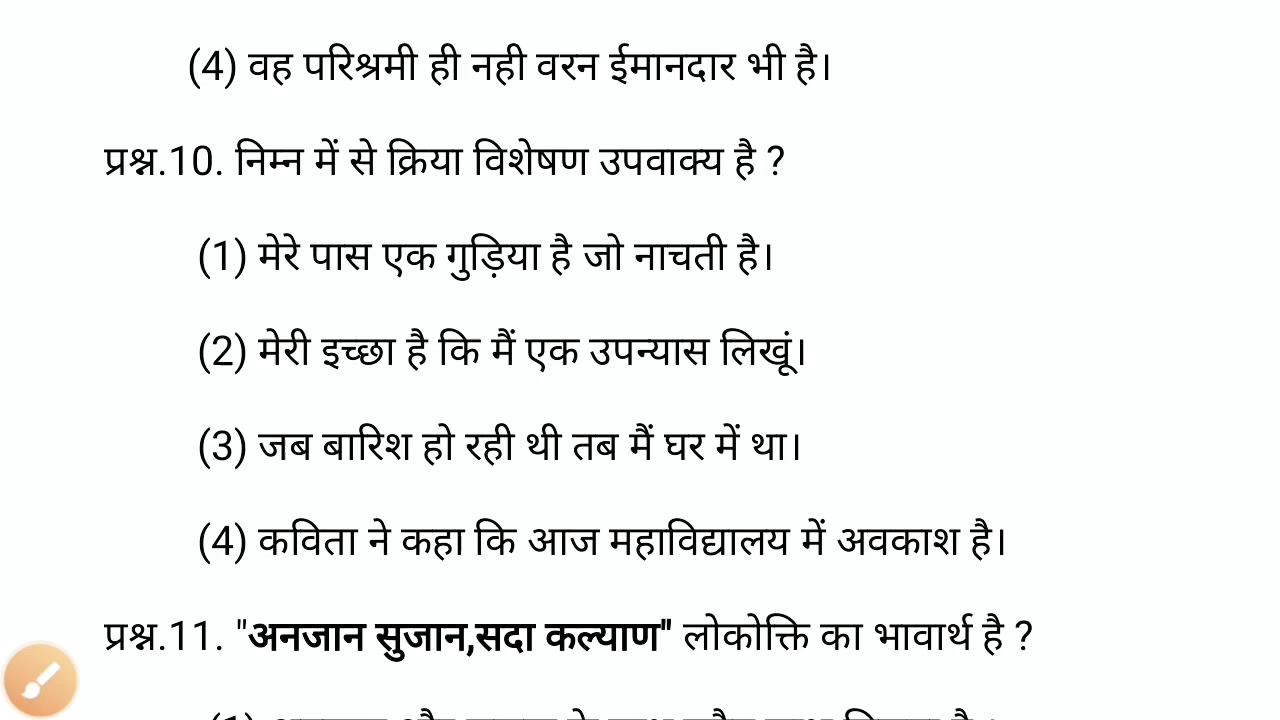 (4) वह परिश्रमी ही नही वरन ईमानदार भी है।
प्रश्न.10. निम्न में से क्रिया विशेषण उपवाक्य है ?
(1) मेरे पास एक गुड़िया है जो नाचती है।
(2) मेरी इच्छा है कि मैं एक उपन्यास लिखूं।
(3) जब बारिश हो रही थी तब मैं घर में था।
(4) कविता ने कहा कि आज महाविद्यालय में अवकाश है।
प्रश्न.11. "अनजान सुजान,सदा कल्याण" लोकोक्ति का भावार्थ है ?